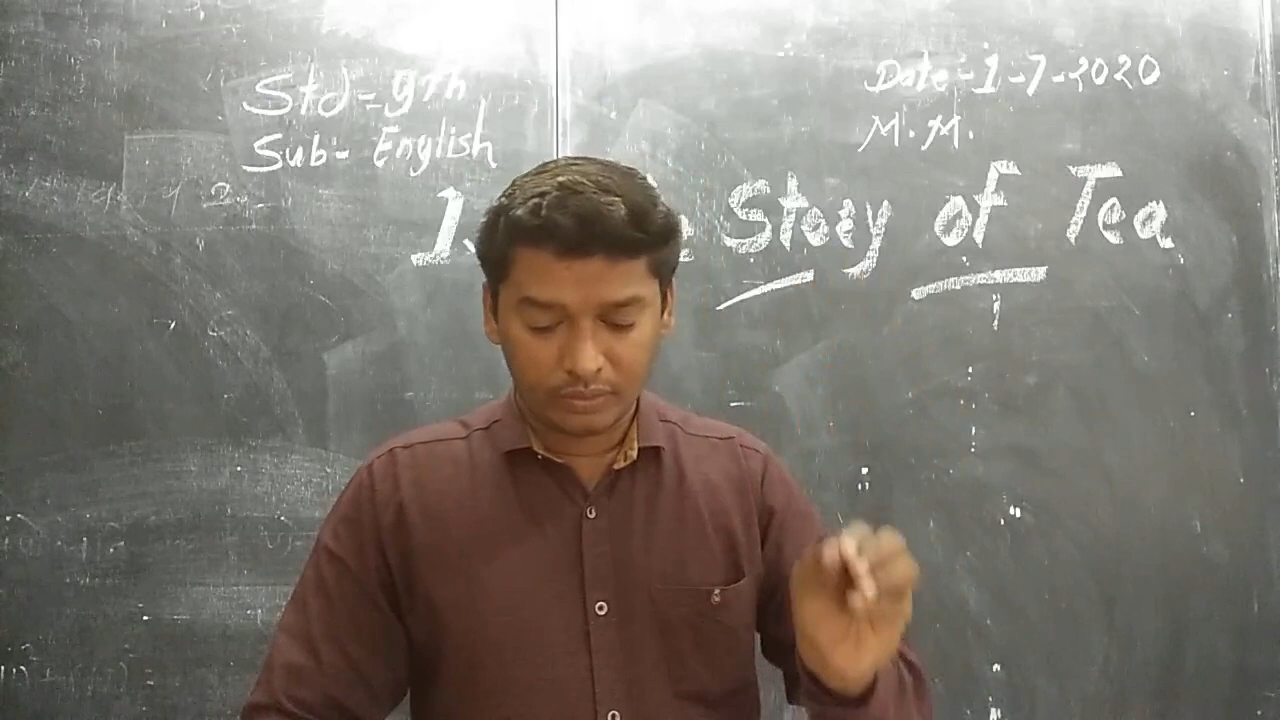 Std = 9th
Sub - English
Date :- 1-7-2020
M. M.
1. Story of Tea